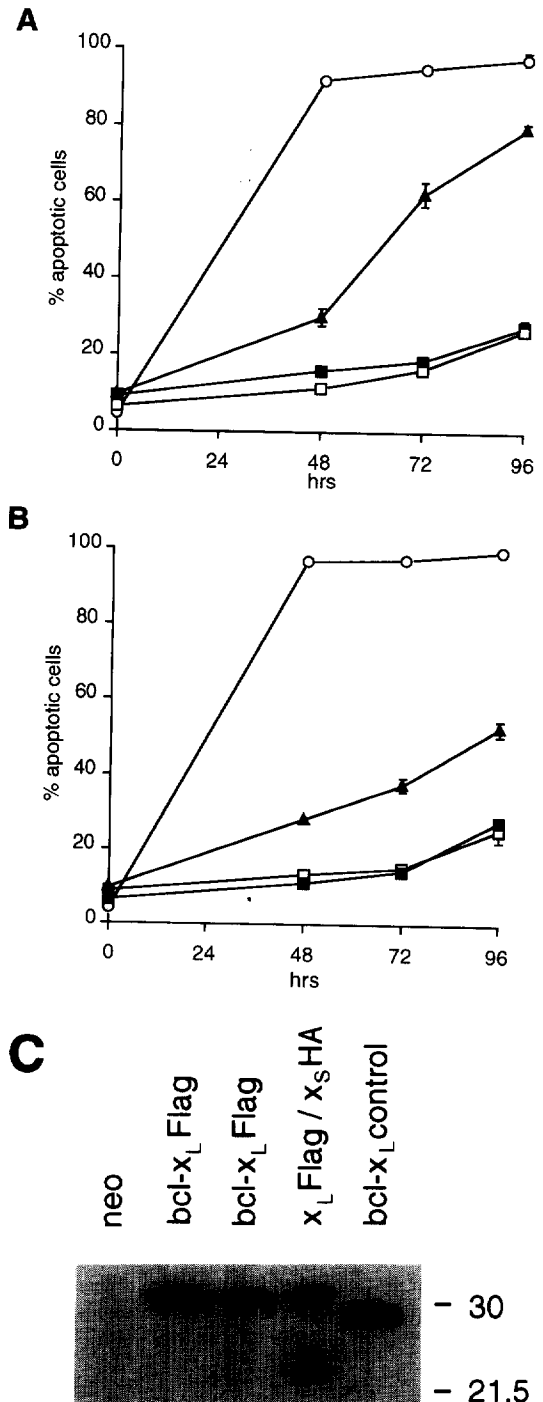 A
100
80
60
40
20
0
% apoptotic cells
0 24 48 72 96
hrs
B
100
80
60
40
20
0
% apoptotic cells
0 24 48 72 96
hrs
C
neo
bcl-xL Flag
bcl-xL Flag
xL Flag / xS HA
bcl-xL control
– 30
– 21.5